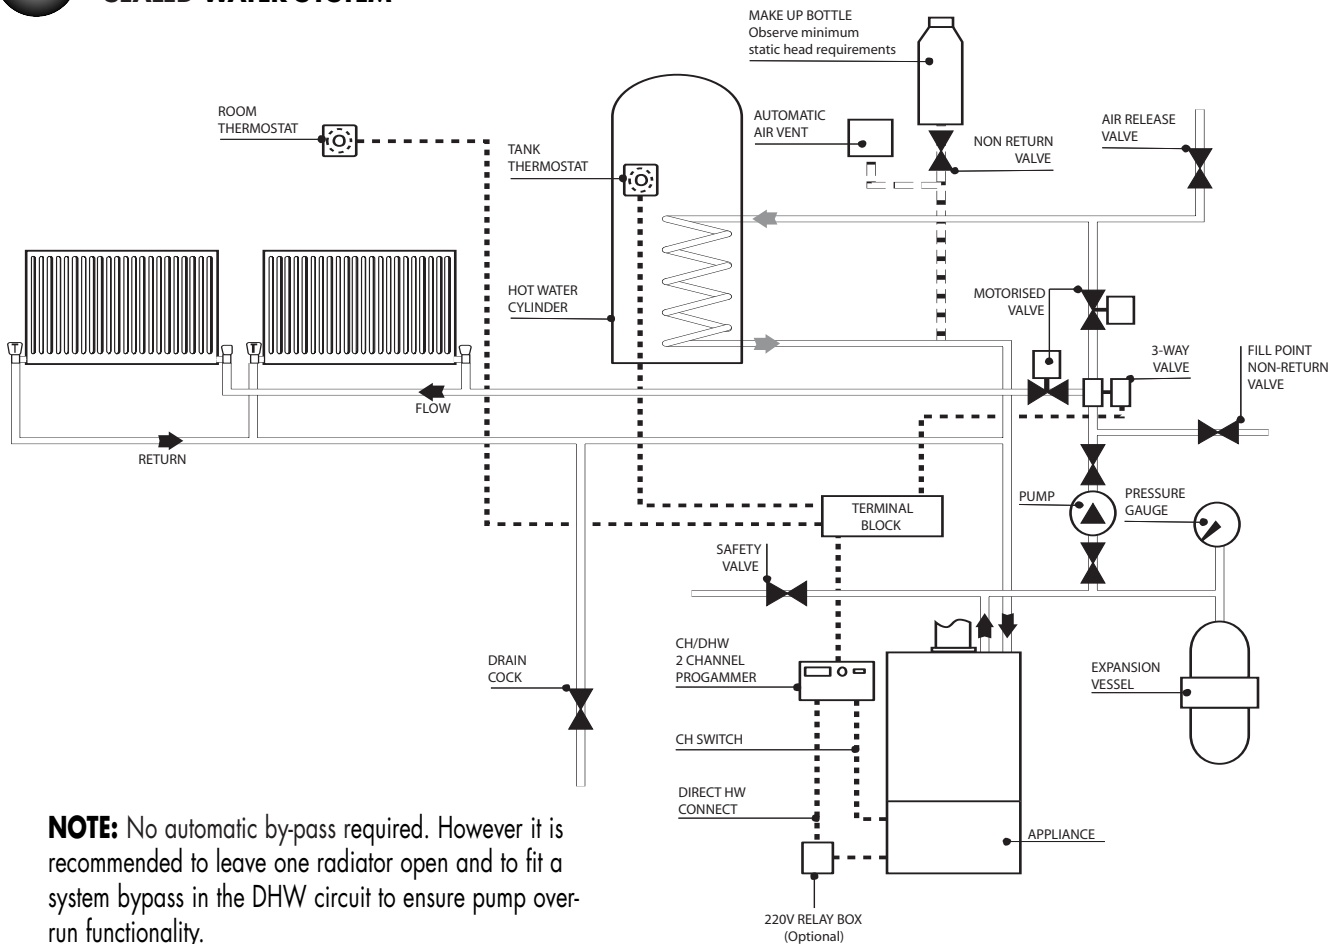 SEALED WATER SYSTEM
MAKE UP BOTTLE
Observe minimum
static head requirements
ROOM
THERMOSTAT
TANK
THERMOSTAT
AUTOMATIC
AIR VENT
NON RETURN
VALVE
AIR RELEASE
VALVE
HOT WATER
CYLINDER
MOTORISED
VALVE
3-WAY
VALVE
FILL POINT
NON-RETURN
VALVE
T
T
FLOW
RETURN
TERMINAL
BLOCK
PUMP
PRESSURE
GAUGE
SAFETY
VALVE
CH/DHW
2 CHANNEL
PROGAMMER
DRAIN
COCK
EXPANSION
VESSEL
CH SWITCH
DIRECT HW
CONNECT
APPLIANCE
220V RELAY BOX
(Optional)
NOTE: No automatic by-pass required. However it is
recommended to leave one radiator open and to fit a
system bypass in the DHW circuit to ensure pump over-
run functionality.